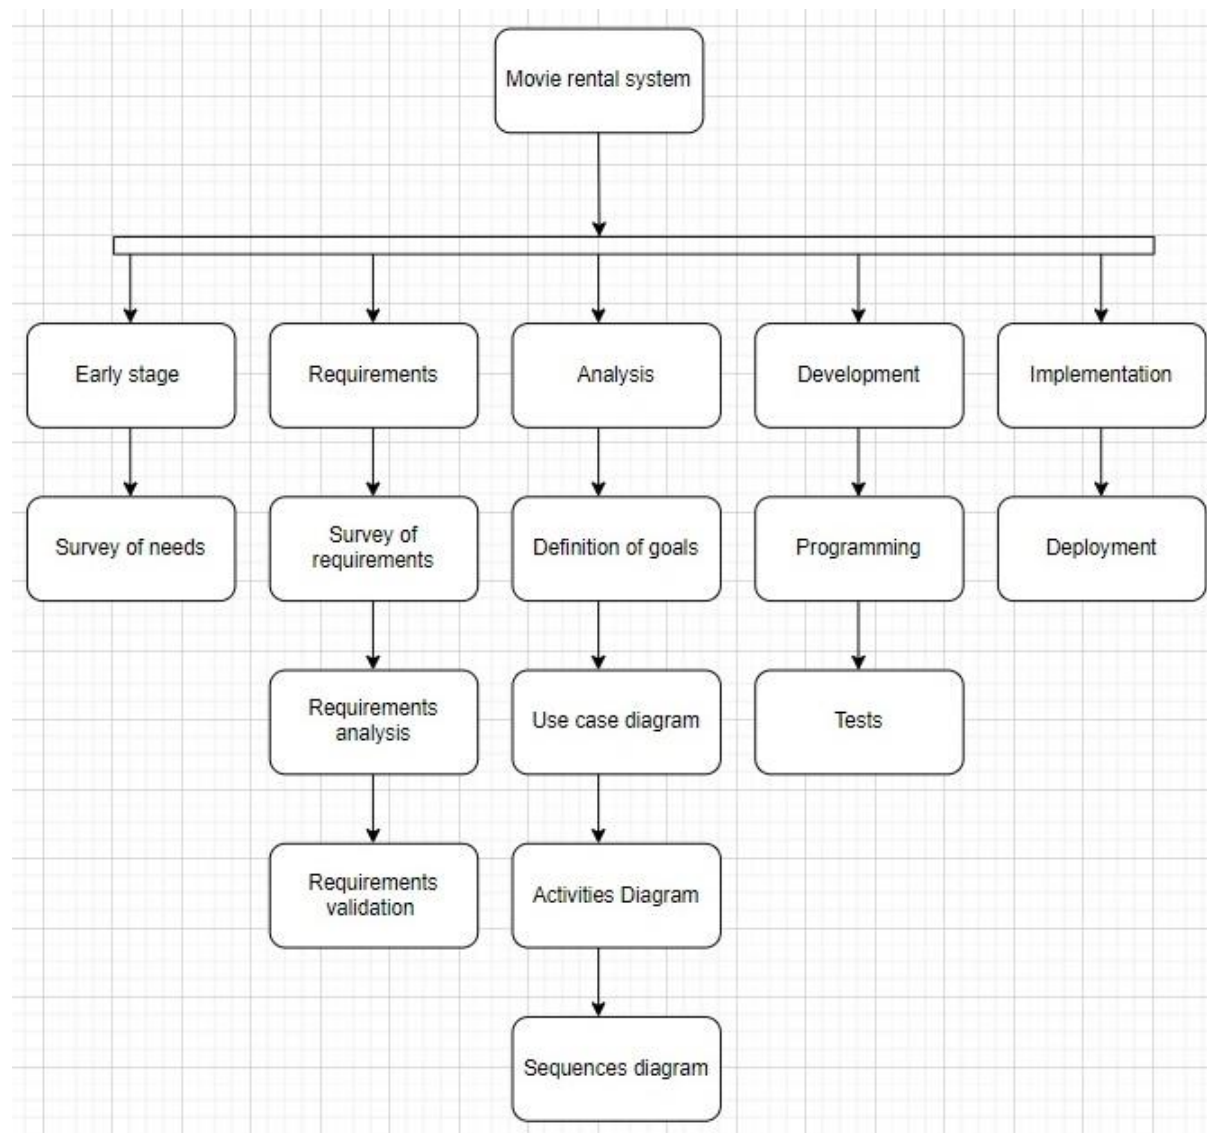 Movie rental system
Early stage
Requirements
Analysis
Development
Implementation
Survey of needs
Survey of
requirements
Definition of goals
Programming
Deployment
Requirements
analysis
Use case diagram
Tests
Requirements
validation
Activities Diagram
Sequences diagram